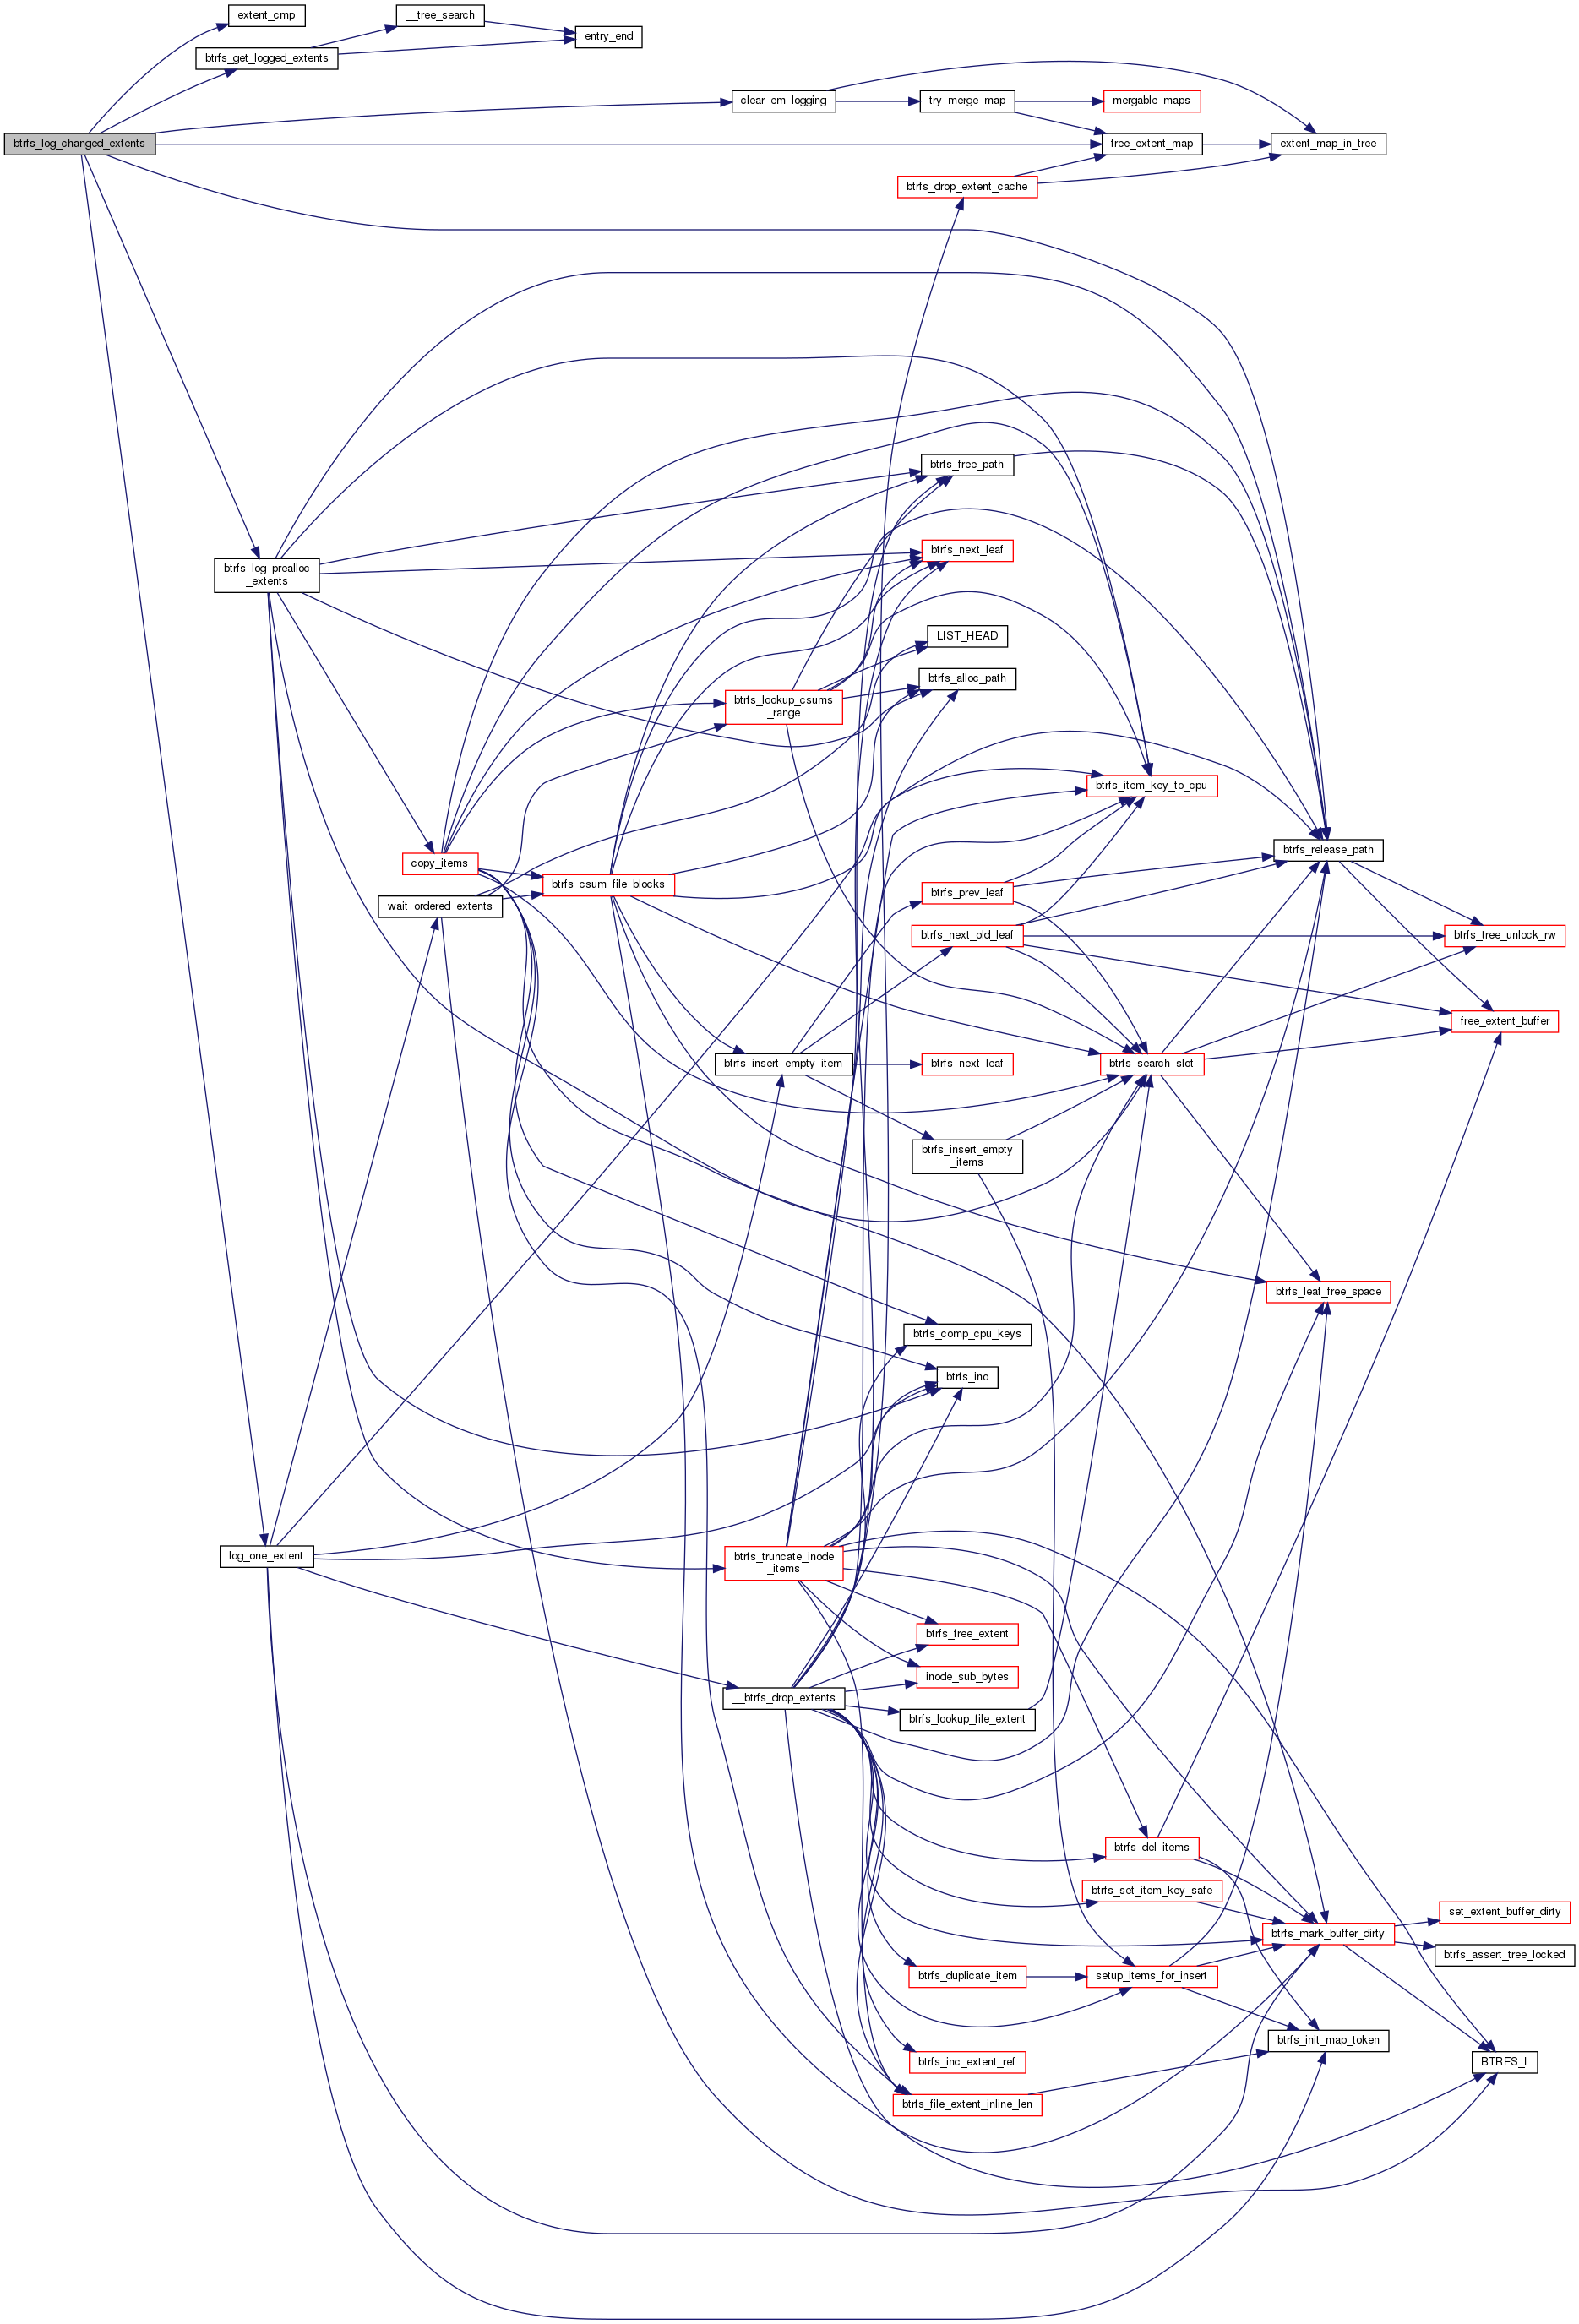 extent_cmp
__tree_search
entry_end
btrfs_get_logged_extents
clear_em_logging
try_merge_map
mergable_maps
btrfs_log_changed_extents
free_extent_map
extent_map_in_tree
btrfs_drop_extent_cache
btrfs_free_path
btrfs_next_leaf
btrfs_log_prealloc
_extents
LIST_HEAD
btrfs_alloc_path
btrfs_lookup_csums
_range
btrfs_item_key_to_cpu
btrfs_release_path
copy_items
btrfs_csum_file_blocks
btrfs_prev_leaf
wait_ordered_extents
btrfs_next_old_leaf
btrfs_tree_unlock_rw
free_extent_buffer
btrfs_insert_empty_item
btrfs_next_leaf
btrfs_search_slot
btrfs_insert_empty
_items
btrfs_leaf_free_space
btrfs_comp_cpu_keys
btrfs_ino
log_one_extent
btrfs_truncate_inode
_items
btrfs_free_extent
inode_sub_bytes
__btrfs_drop_extents
btrfs_lookup_file_extent
btrfs_del_items
btrfs_set_item_key_safe
set_extent_buffer_dirty
btrfs_mark_buffer_dirty
btrfs_assert_tree_locked
btrfs_duplicate_item
setup_items_for_insert
btrfs_init_map_token
btrfs_inc_extent_ref
BTRFS_I
btrfs_file_extent_inline_len